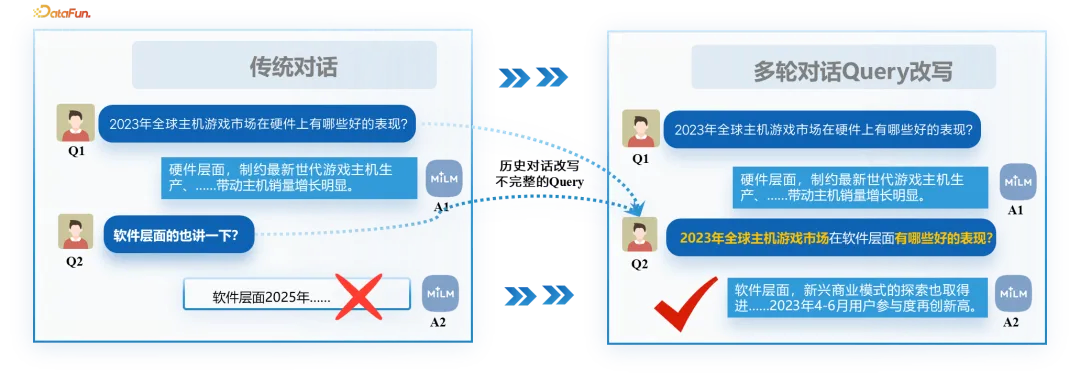 DataFun.
传统对话
2023年全球主机游戏市场在硬件上有哪些好的表现?
Q1
硬件层面，制约最新世代游戏主机生
产、......带动主机销量增长明显。
MiLM
A1
软件层面的也讲一下?
Q2
软件层面2025年......
MiLM
A2
历史对话改写
不完整的Query
多轮对话Query改写
2023年全球主机游戏市场在硬件上有哪些好的表现?
Q1
硬件层面，制约最新世代游戏主机生
产、......带动主机销量增长明显。
MiLM
A1
2023年全球主机游戏市场在软件层面有哪些好的表现?
Q2
软件层面，新兴商业模式的探索也取得
进......2023年4-6月用户参与度再创新高。
MiLM
A2